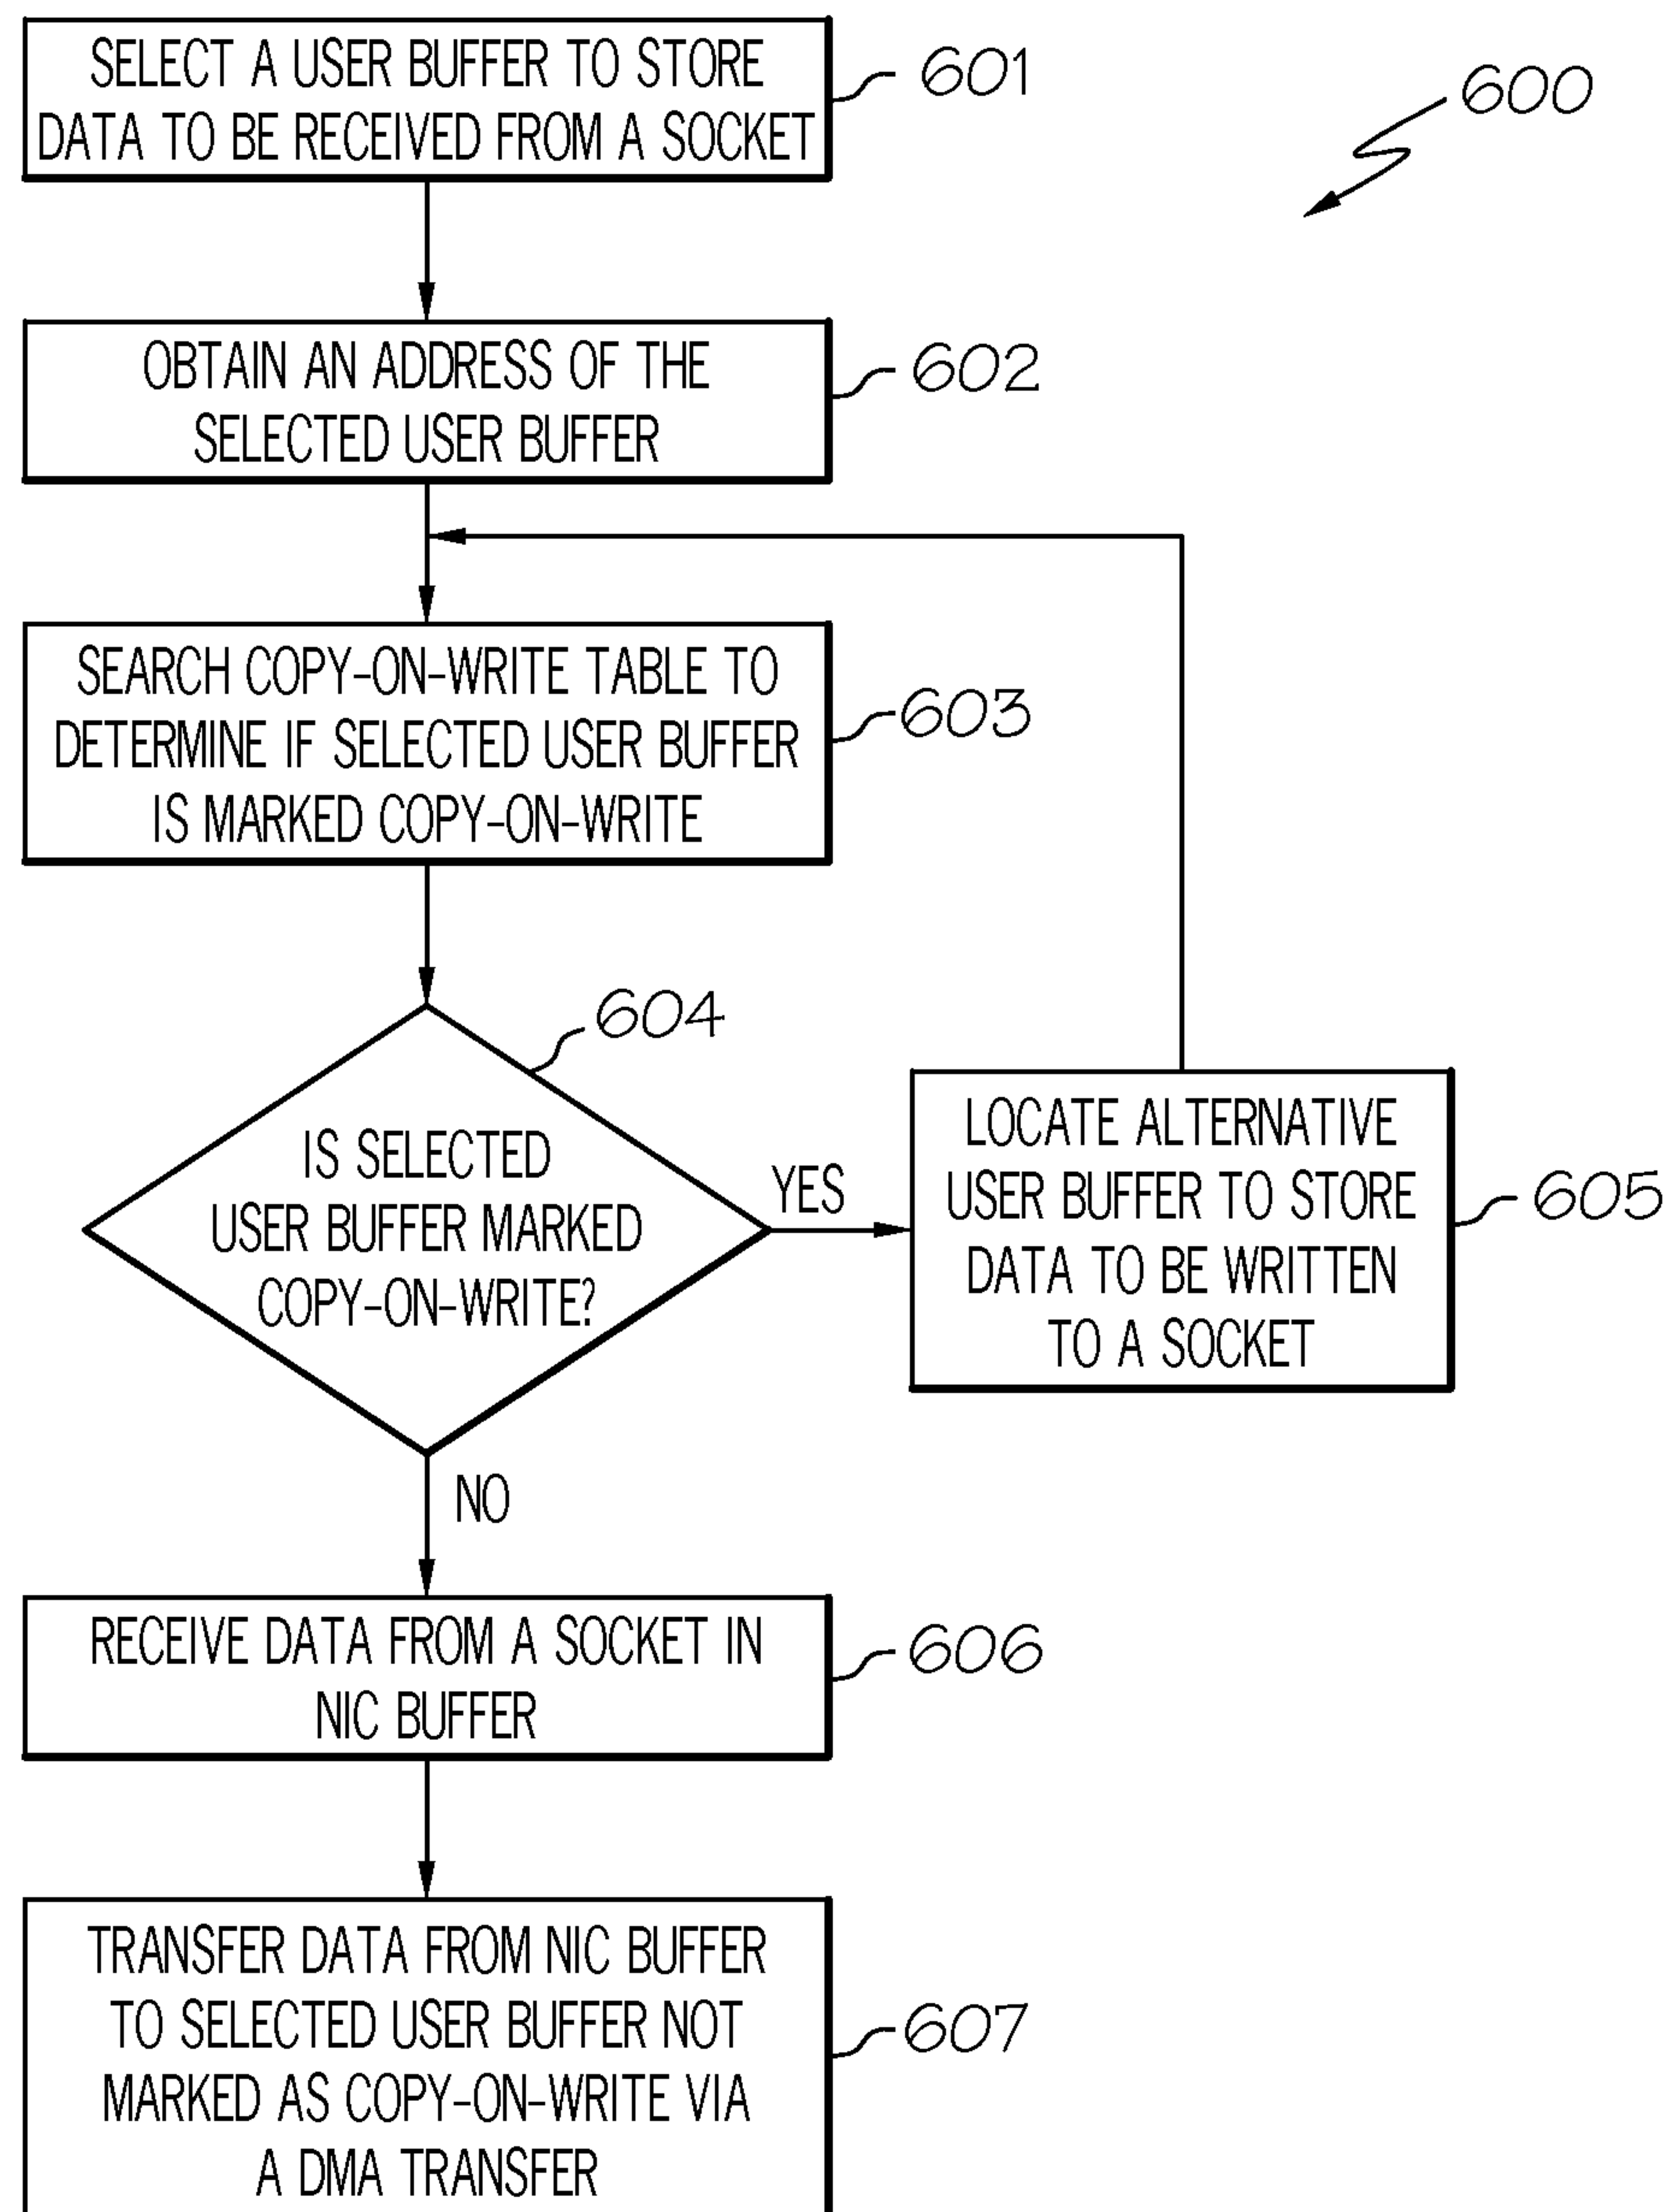 SELECT A USER BUFFER TO STORE
DATA TO BE RECEIVED FROM A SOCKET
601
600
OBTAIN AN ADDRESS OF THE
SELECTED USER BUFFER
602
SEARCH COPY-ON-WRITE TABLE TO
DETERMINE IF SELECTED USER BUFFER
IS MARKED COPY-ON-WRITE
603
604
IS SELECTED
USER BUFFER MARKED
COPY-ON-WRITE?
YES
LOCATE ALTERNATIVE
USER BUFFER TO STORE
DATA TO BE WRITTEN
TO A SOCKET
605
NO
RECEIVE DATA FROM A SOCKET IN
NIC BUFFER
606
TRANSFER DATA FROM NIC BUFFER
TO SELECTED USER BUFFER NOT
MARKED AS COPY-ON-WRITE VIA
A DMA TRANSFER
607